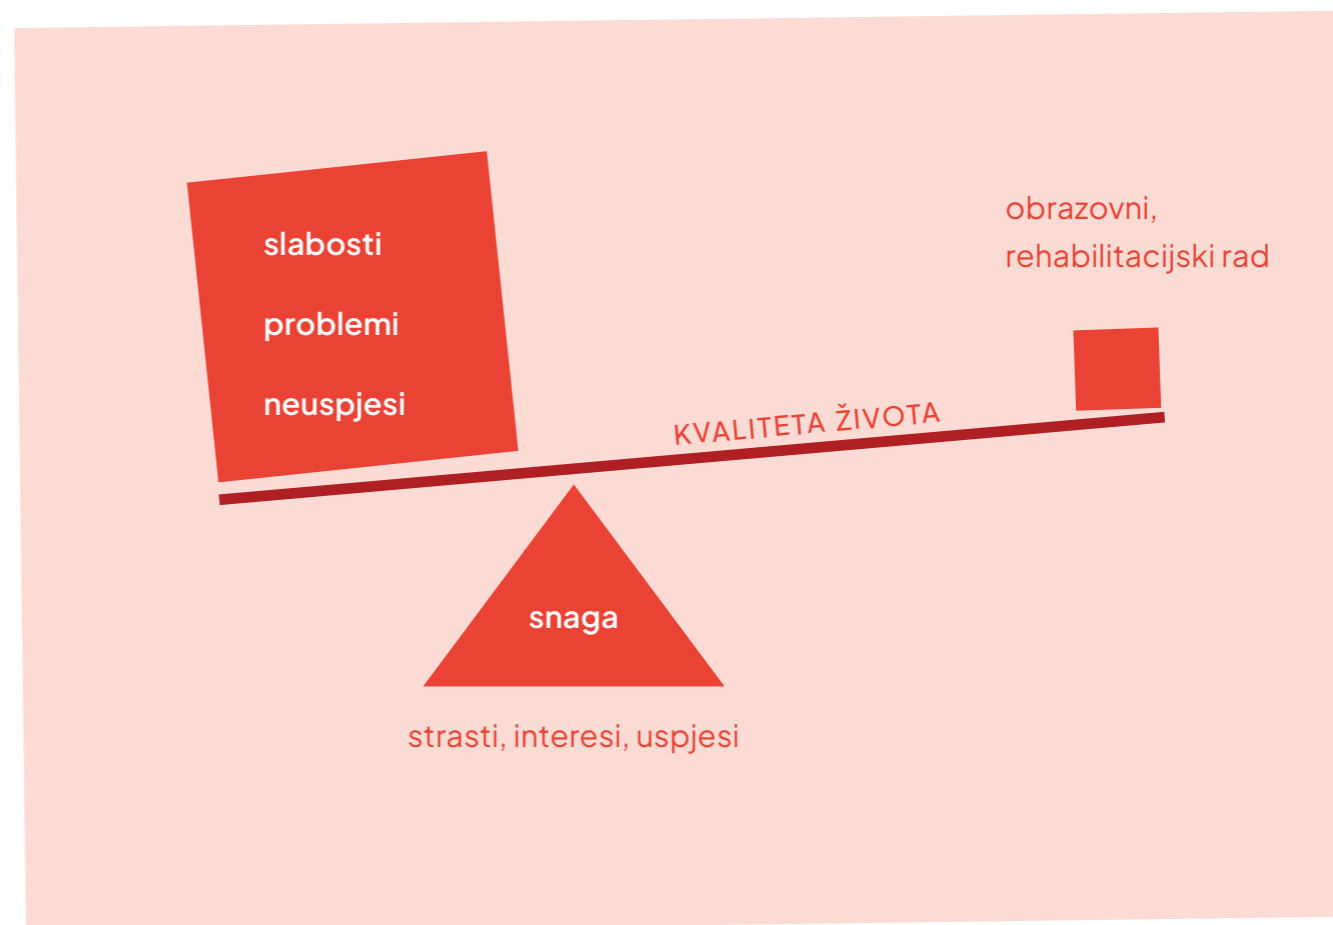 slabosti
problemi
neuspjesi
obrazovni,
rehabilitacijski rad
KVALITETA ŽIVOTA
snaga
strasti, interesi, uspjesi